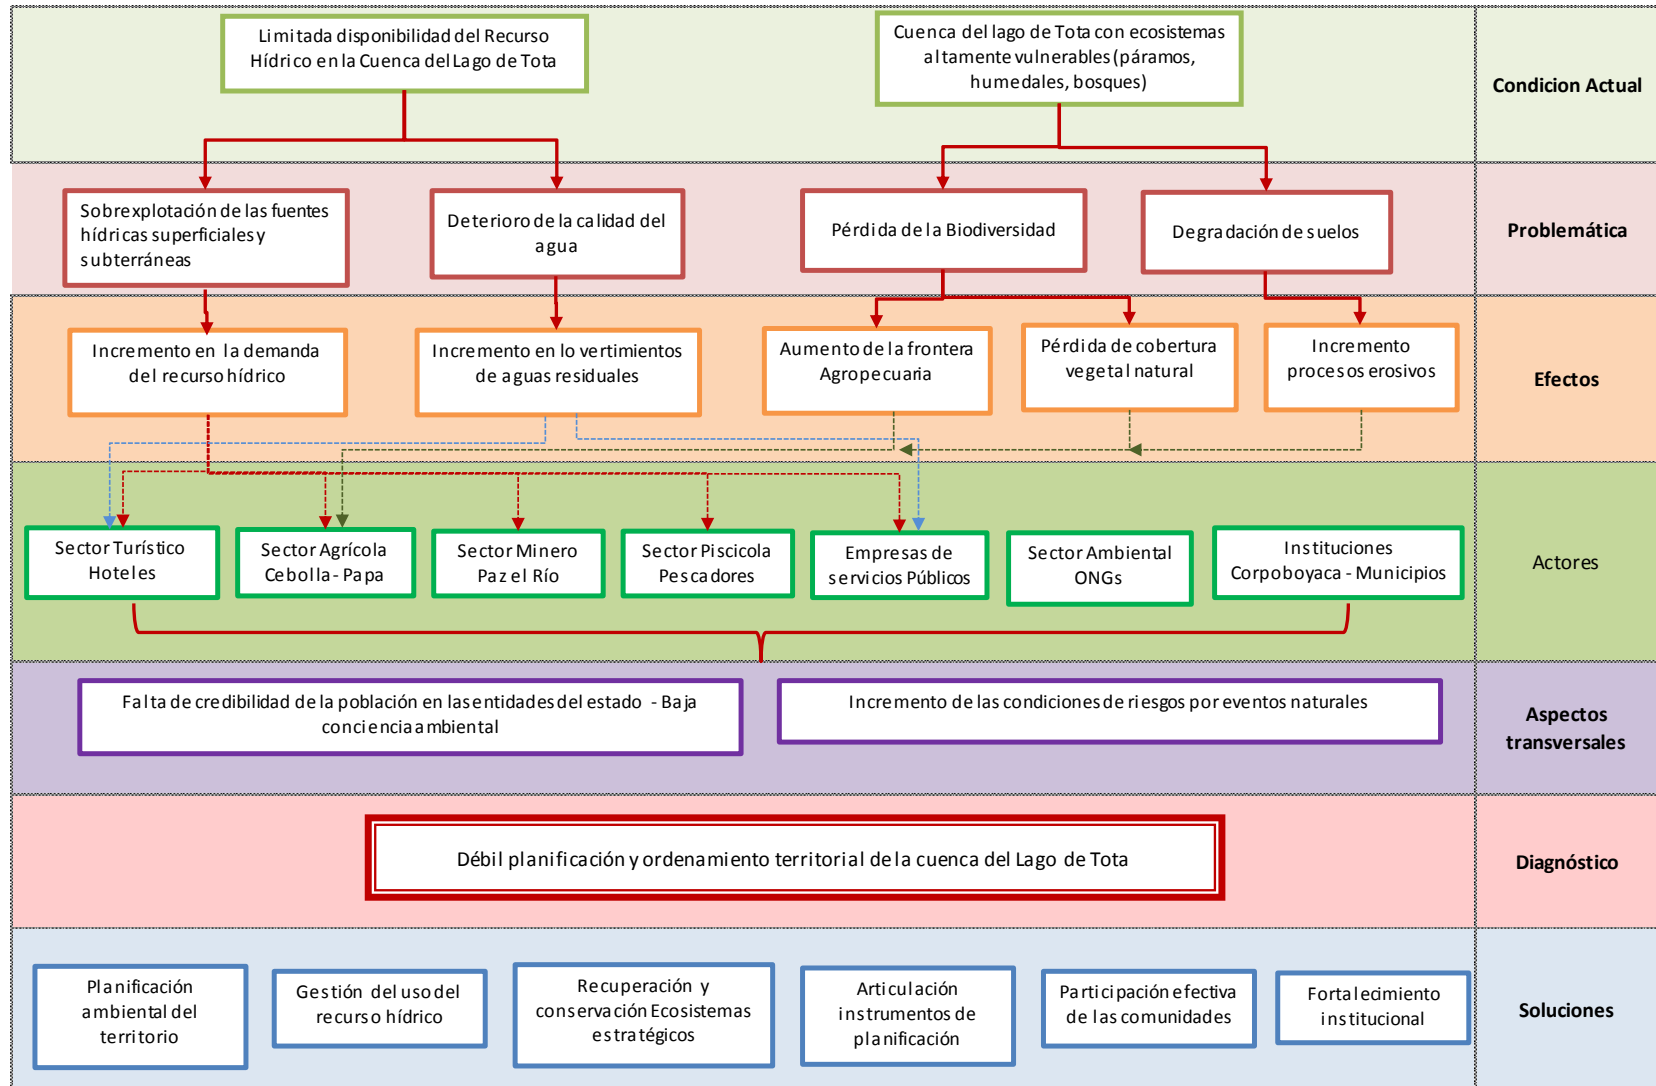 Limitada disponibilidad del Recurso
Hídrico en la Cuenca del Lago de Tota
Cuenca del lago de Tota con ecosistemas
altamente vulnerables (páramos,
humedales, bosques)
Condicion Actual
Sobrexplotación de las fuentes
hídricas superficiales y
subterráneas
Deterioro de la calidad del
agua
Pérdida de la Biodiversidad
Degradación de suelos
Problemática
Incremento en la demanda
del recurso hídrico
Incremento en lo vertimientos
de aguas residuales
Aumento de la frontera
Agropecuaria
Pérdida de cobertura
vegetal natural
Incremento
procesos erosivos
Efectos
Sector Turístico
Hoteles
Sector Agrícola
Cebolla - Papa
Sector Minero
Paz el Río
Sector Piscicola
Pescadores
Empresas de
servicios Públicos
Sector Ambiental
ONGs
Instituciones
Corpoboyaca - Municipios
Actores
Falta de credibilidad de la población en las entidades del estado - Baja
conciencia ambiental
Incremento de las condiciones de riesgos por eventos naturales
Aspectos
transversales
Débil planificación y ordenamiento territorial de la cuenca del Lago de Tota
Diagnóstico
Planificación
ambiental del
territorio
Gestión del uso del
recurso hídrico
Recuperación y
conservación Ecosistemas
estratégicos
Articulación
instrumentos de
planificación
Participación efectiva
de las comunidades
Fortalecimiento
institucional
Soluciones